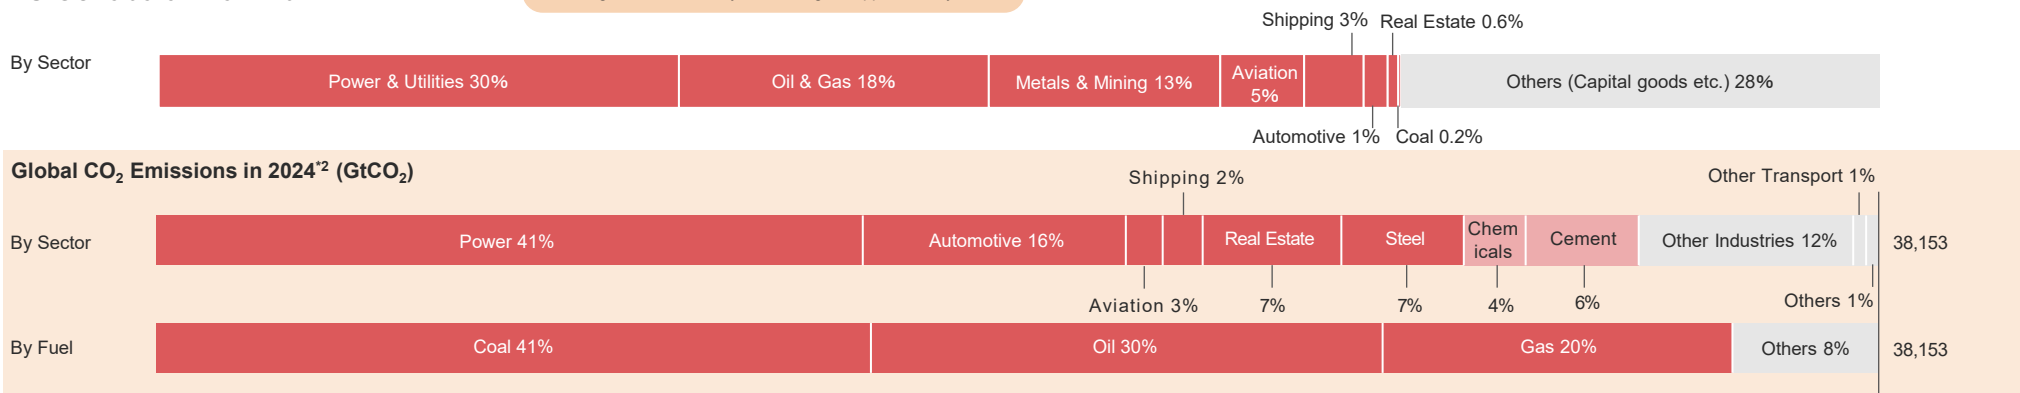 Shipping 3% Real Estate 0.6%
By Sector
Power & Utilities 30% Oil & Gas 18% Metals & Mining 13% Aviation 5% Others (Capital goods etc.) 28%
Automotive 1% Coal 0.2%
Global CO2 Emissions in 2024*2 (GtCO2)
Shipping 2% Other Transport 1%
By Sector Power 41% Automotive 16% Real Estate Steel Chem
icals Cement Other Industries 12% 38,153
Aviation 3% 7% 7% 4% 6% Others 1%
By Fuel Coal 41% Oil 30% Gas 20% Others 8% 38,153